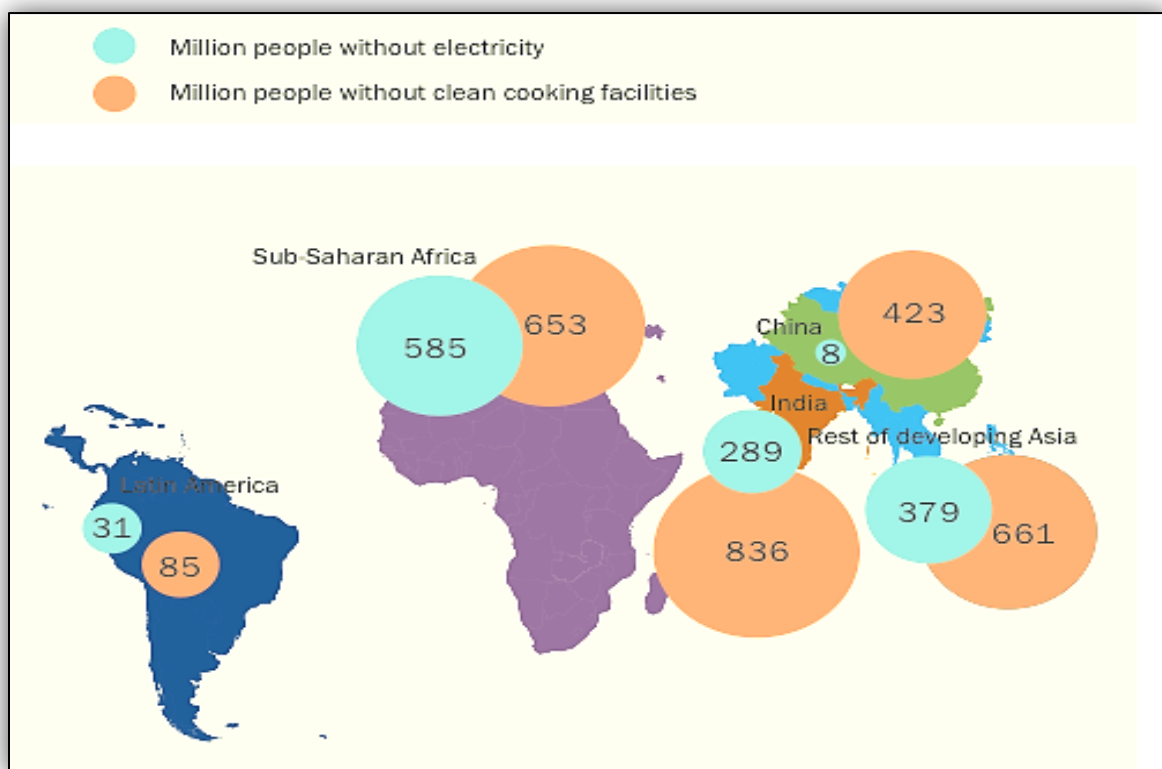 Million people without electricity
Million people without clean cooking facilities
Sub-Saharan Africa
585
653
China
8
423
India
289
836
Rest of developing Asia
379
661
Latin America
31
85